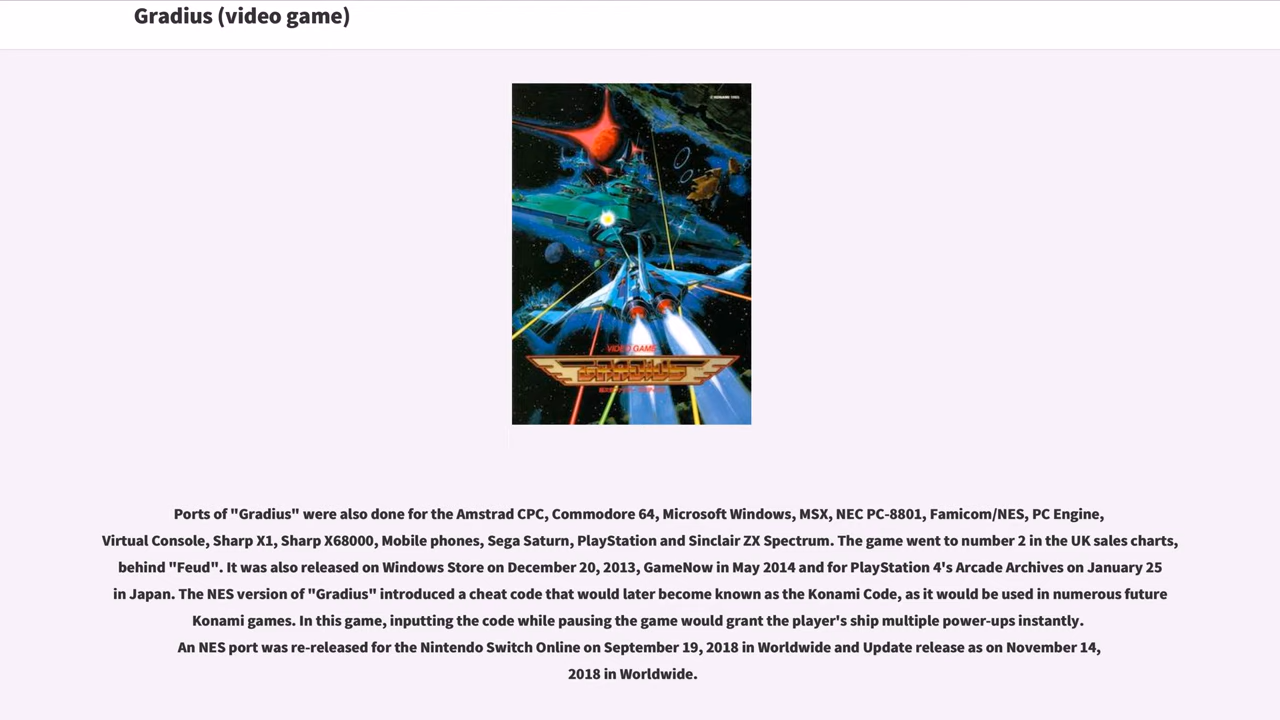 Gradius (video game)
© KONAMI 1985
VIDEO GAME
GRADIUS
Ports of "Gradius" were also done for the Amstrad CPC, Commodore 64, Microsoft Windows, MSX, NEC PC-8801, Famicom/NES, PC Engine,
Virtual Console, Sharp X1, Sharp X68000, Mobile phones, Sega Saturn, PlayStation and Sinclair ZX Spectrum. The game went to number 2 in the UK sales charts,
behind "Feud". It was also released on Windows Store on December 20, 2013, GameNow in May 2014 and for PlayStation 4's Arcade Archives on January 25
in Japan. The NES version of "Gradius" introduced a cheat code that would later become known as the Konami Code, as it would be used in numerous future
Konami games. In this game, inputting the code while pausing the game would grant the player's ship multiple power-ups instantly.
An NES port was re-released for the Nintendo Switch Online on September 19, 2018 in Worldwide and Update release as on November 14,
2018 in Worldwide.